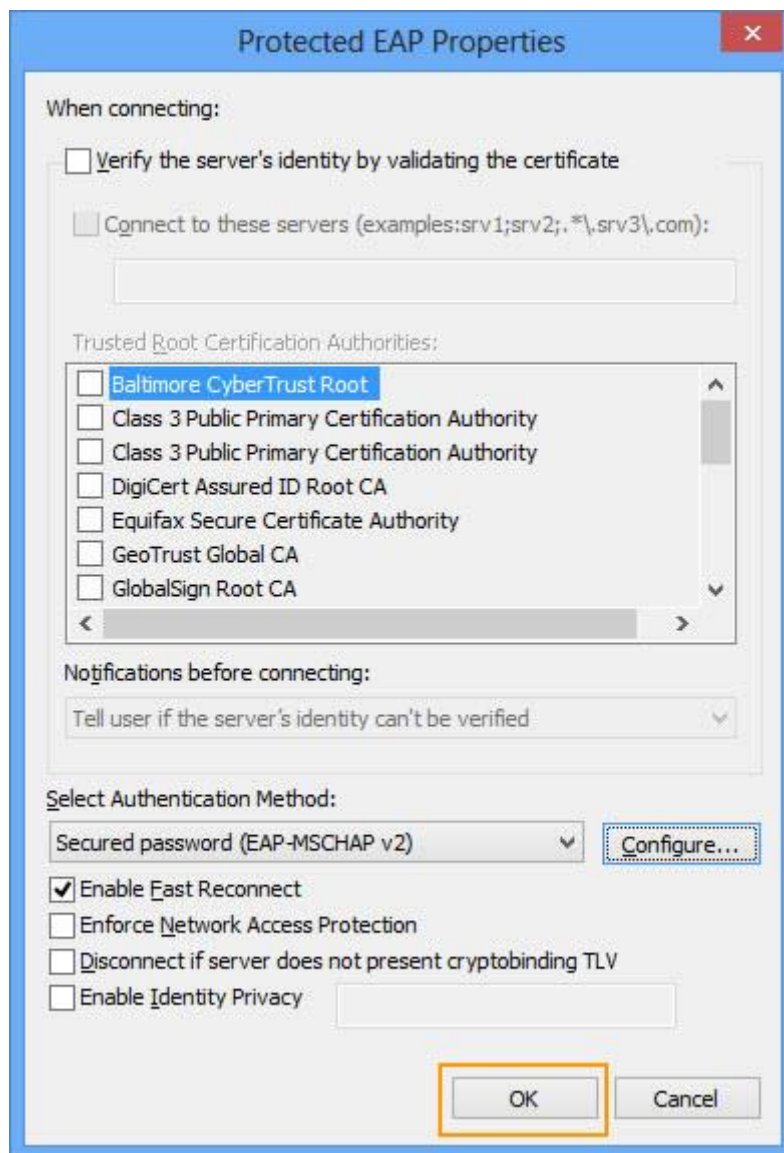 Protected EAP Properties
When connecting:
Verify the server's identity by validating the certificate
Connect to these servers (examples:srv1;srv2;.*\.srv3\.com):
Trusted Root Certification Authorities:
Baltimore CyberTrust Root
Class 3 Public Primary Certification Authority
Class 3 Public Primary Certification Authority
DigiCert Assured ID Root CA
Equifax Secure Certificate Authority
GeoTrust Global CA
GlobalSign Root CA
Notifications before connecting:
Tell user if the server's identity can't be verified
Select Authentication Method:
Secured password (EAP-MSCHAP v2) Configure...
Enable Fast Reconnect
Enforce Network Access Protection
Disconnect if server does not present cryptobinding TLV
Enable Identity Privacy
OK Cancel